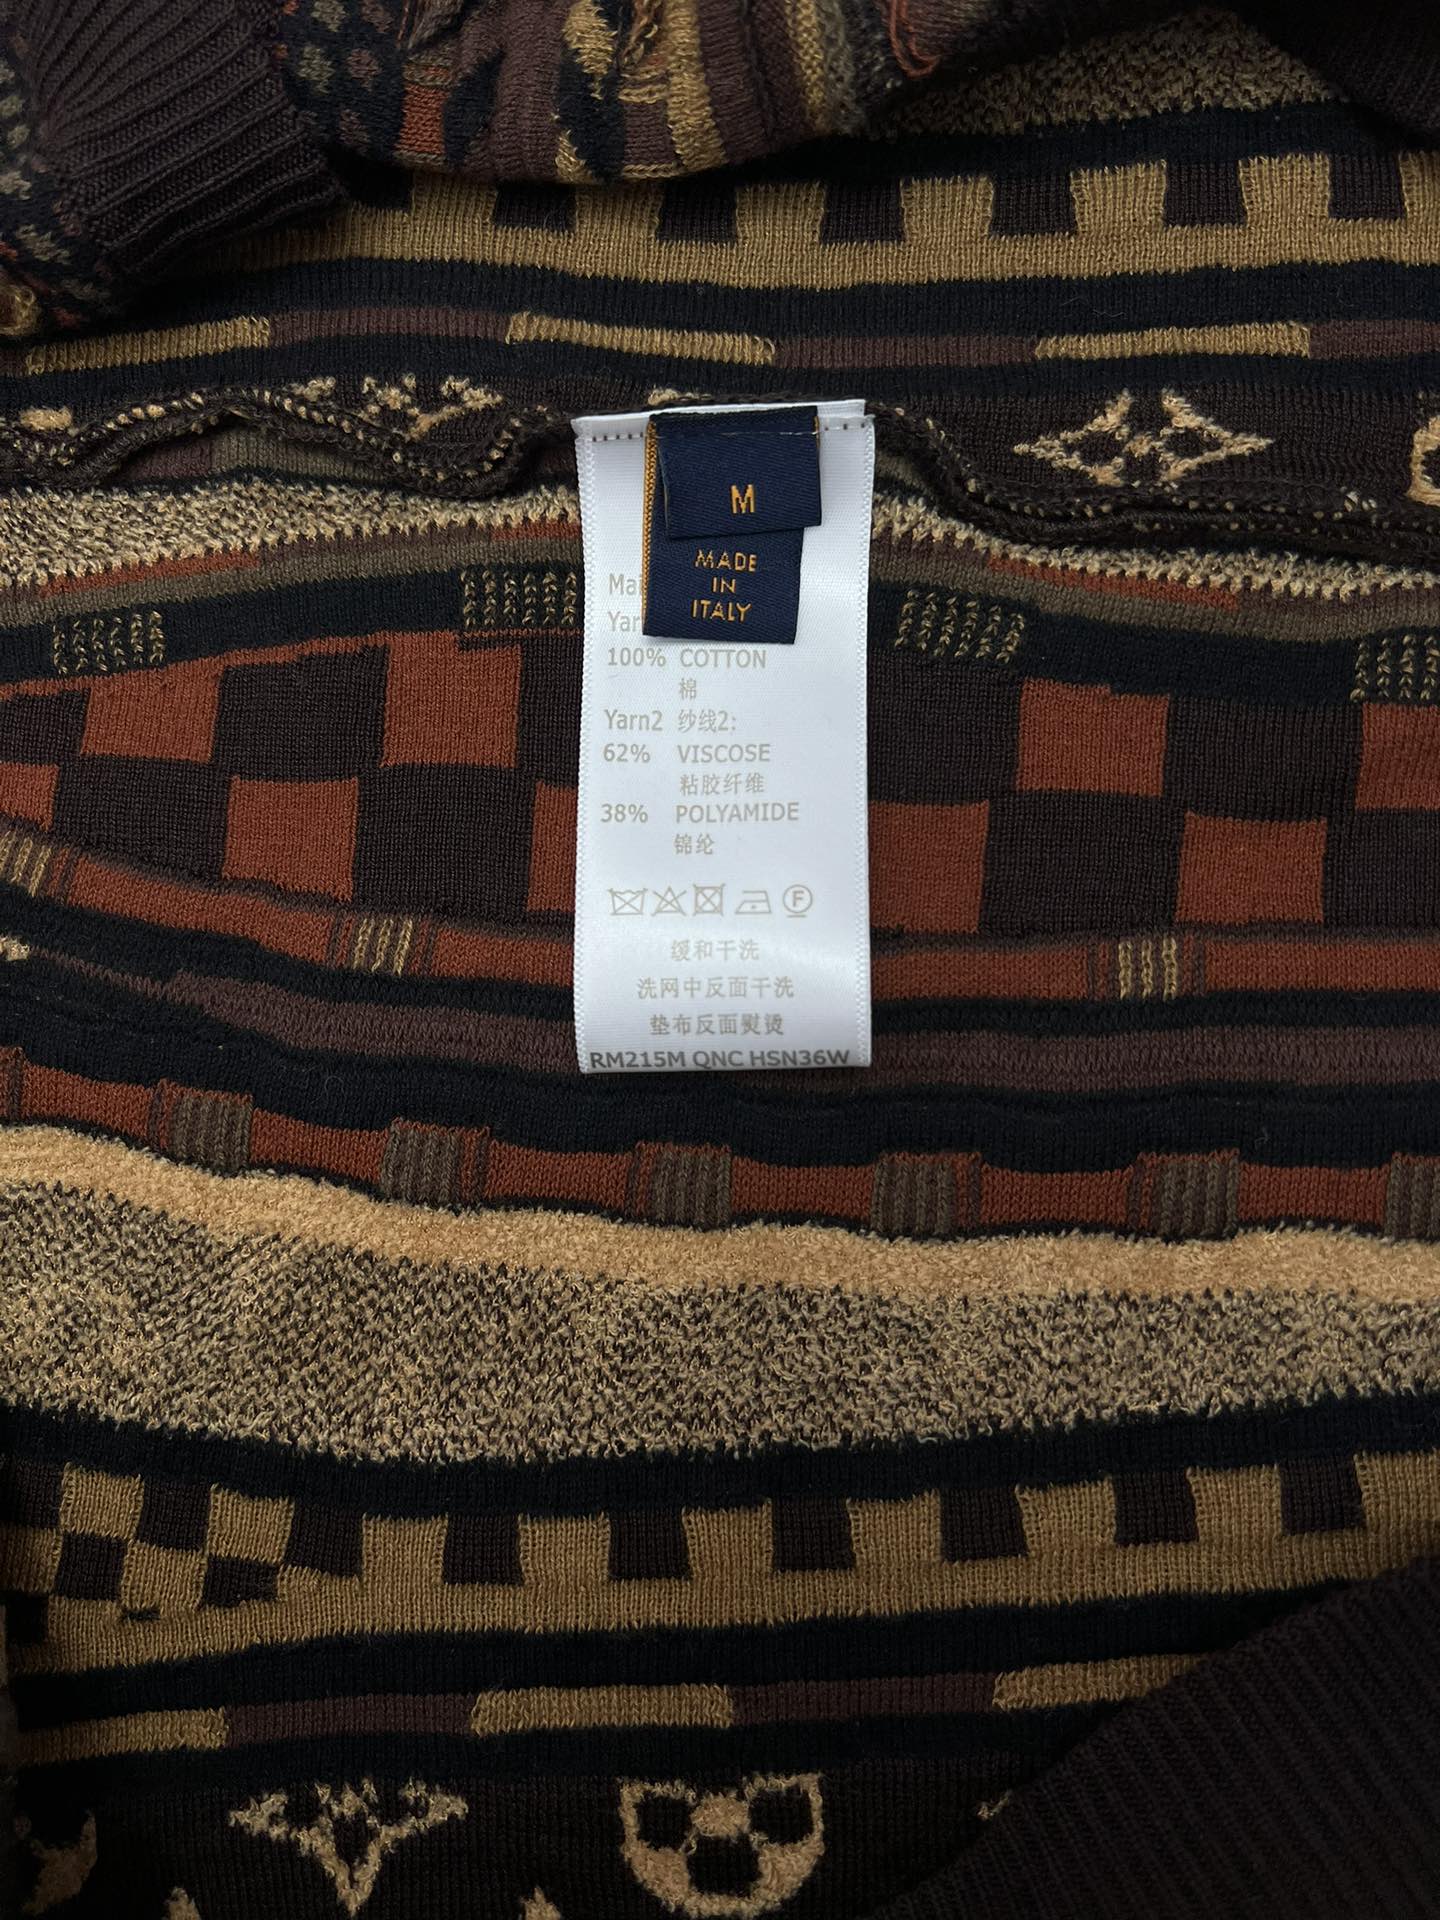 M
MADE
IN
ITALY
100% COTTON
棉
Yarn2 纱线2:
62% VISCOSE
粘胶纤维
38% POLYAMIDE
锦纶
F
缓和干洗
洗网中反面干洗
垫布反面熨烫
RM215M QNC HSN36W